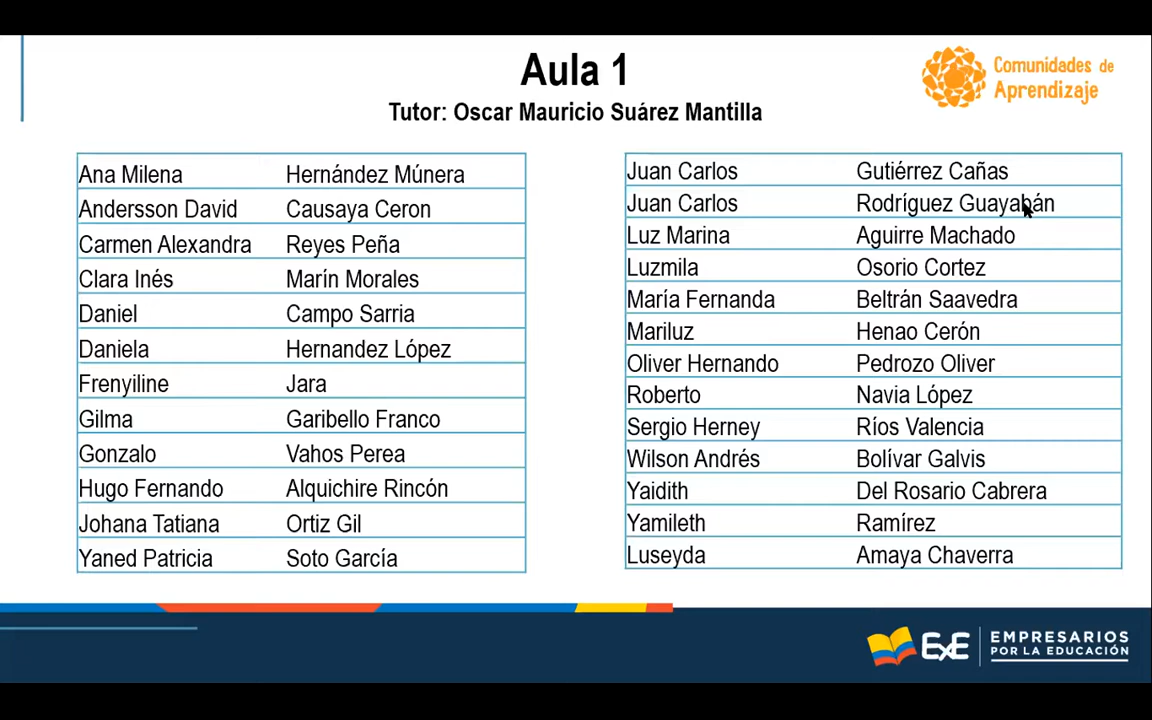 Aula 1
Tutor: Oscar Mauricio Suárez Mantilla
Comunidades de
Aprendizaje
Ana Milena Hernández Múnera
Andersson David Causaya Ceron
Carmen Alexandra Reyes Peña
Clara Inés Marín Morales
Daniel Campo Sarria
Daniela Hernandez López
Frenyiline Jara
Gilma Garibello Franco
Gonzalo Vahos Perea
Hugo Fernando Alquichire Rincón
Johana Tatiana Ortiz Gil
Yaned Patricia Soto García
Juan Carlos Gutiérrez Cañas
Juan Carlos Rodríguez Guayabán
Luz Marina Aguirre Machado
Luzmila Osorio Cortez
María Fernanda Beltrán Saavedra
Mariluz Henao Cerón
Oliver Hernando Pedrozo Oliver
Roberto Navia López
Sergio Herney Ríos Valencia
Wilson Andrés Bolívar Galvis
Yaidith Del Rosario Cabrera
Yamileth Ramírez
Luseyda Amaya Chaverra
ExE
EMPRESARIOS
POR LA EDUCACIÓN